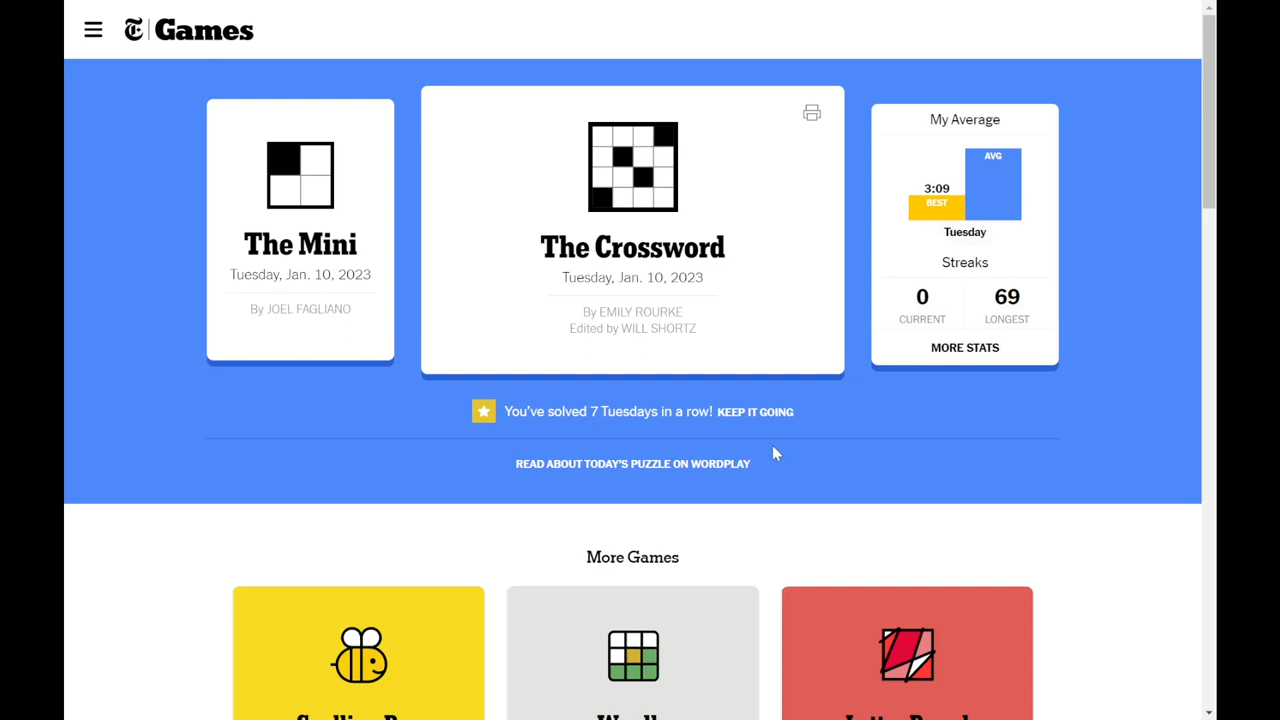 Games
The Mini
Tuesday, Jan. 10, 2023
By JOEL FAGLIANO
The Crossword
Tuesday, Jan. 10, 2023
By EMILY ROURKE
Edited by WILL SHORTZ
My Average
AVG
3:09
BEST
Tuesday
Streaks
0 69
CURRENT LONGEST
MORE STATS
You've solved 7 Tuesdays in a row! KEEP IT GOING
READ ABOUT TODAY'S PUZZLE ON WORDPLAY
More Games